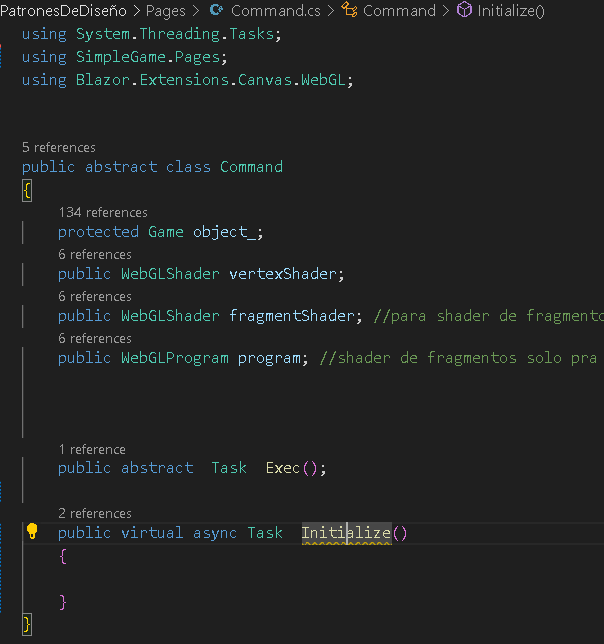 PatronesDeDiseño > Pages > Command.cs > Command > Initialize()
using System.Threading.Tasks;
using SimpleGame.Pages;
using Blazor.Extensions.Canvas.WebGL;
5 references
public abstract class Command
{
134 references
protected Game object_;
6 references
public WebGLShader vertexShader;
6 references
public WebGLShader fragmentShader; //para shader de fragmento
6 references
public WebGLProgram program; //shader de fragmentos solo pra
1 reference
public abstract  Task  Exec();
2 references
public virtual async Task  Initialize()
{
}
}